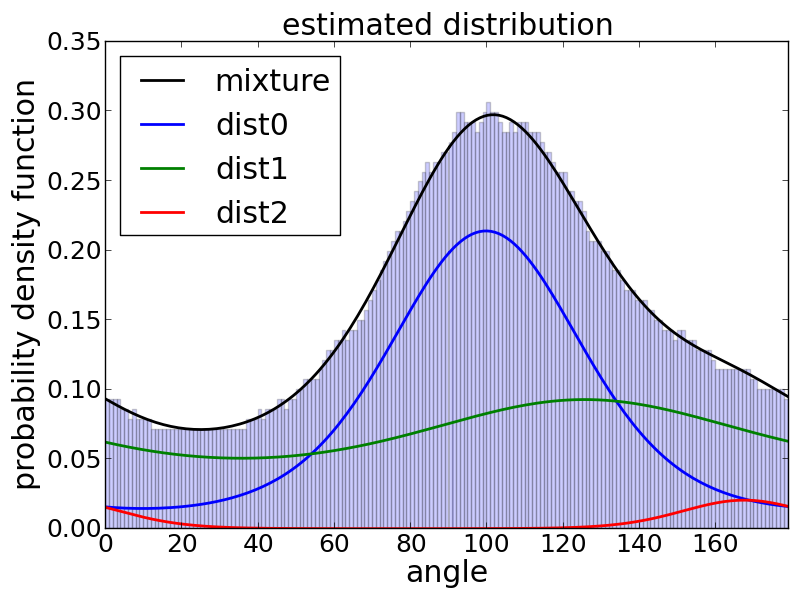 estimated distribution
probability density function
0.35
0.30
0.25
0.20
0.15
0.10
0.05
0.00
mixture
dist0
dist1
dist2
0 20 40 60 80 100 120 140 160
angle